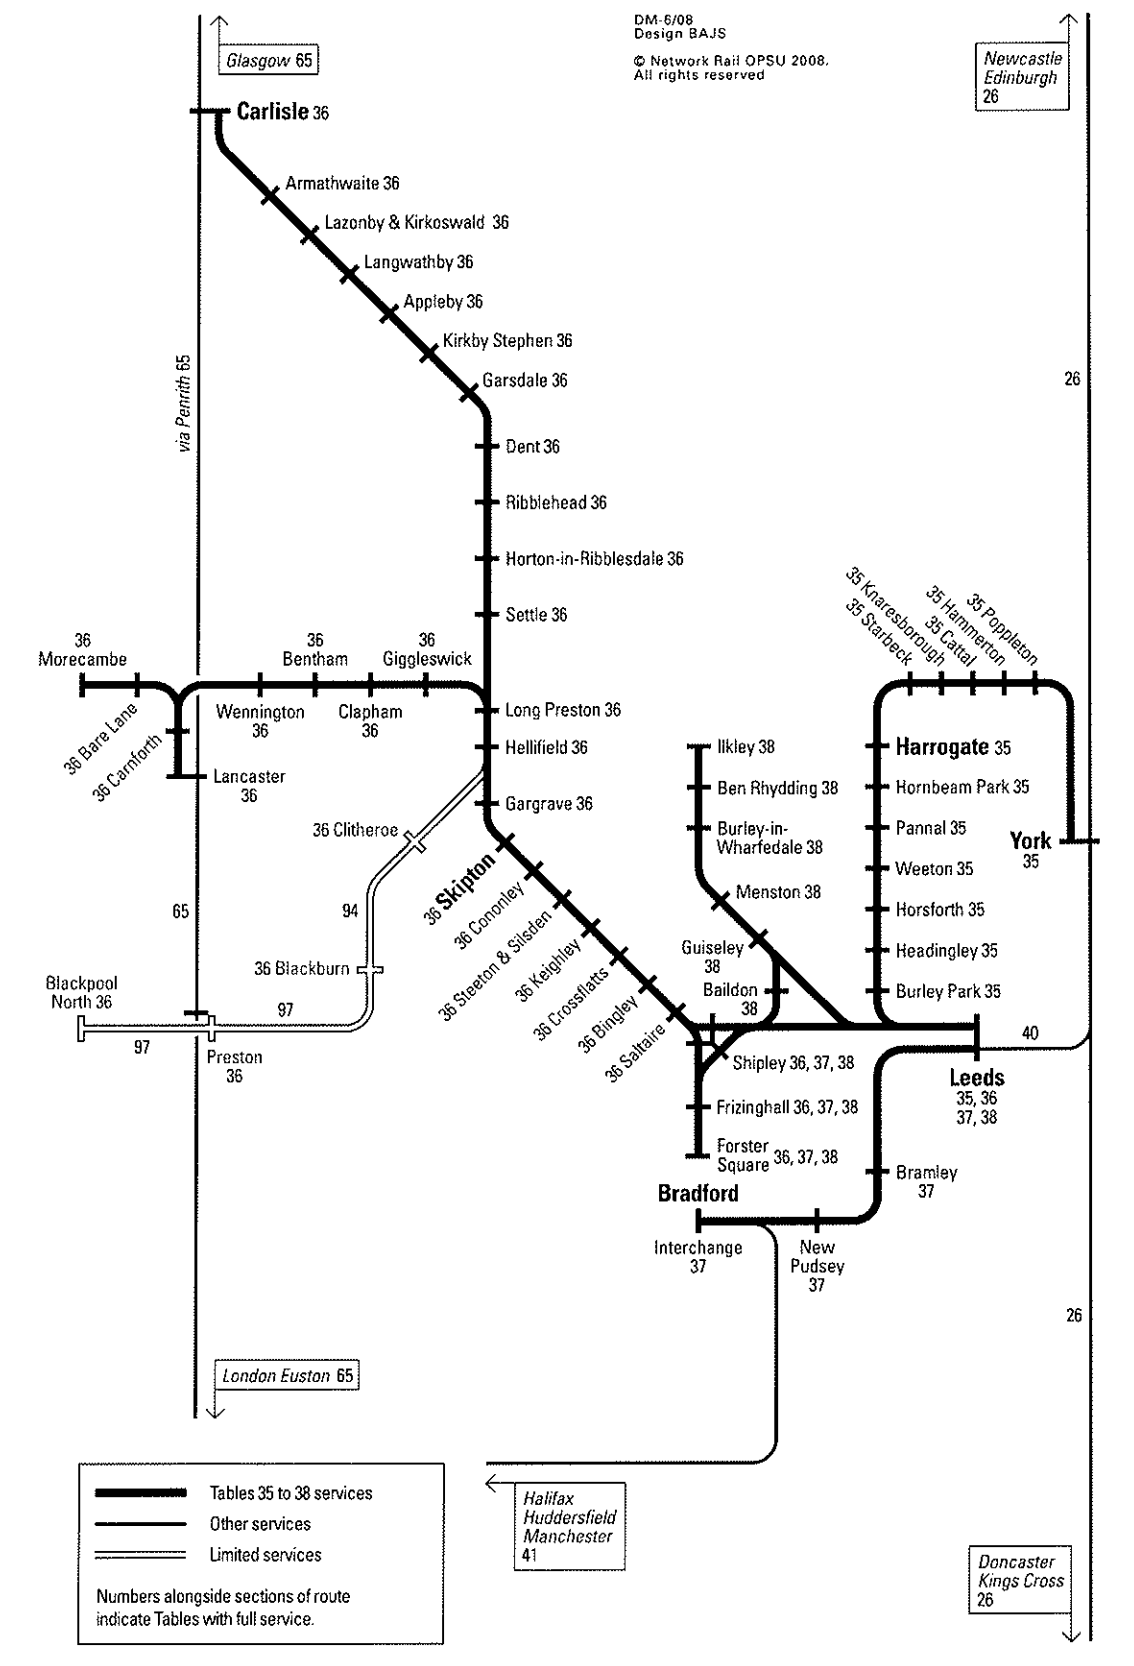 DM-6/08
Design BAJS
© Network Rail OPSU 2008.
All rights reserved
Glasgow 65
Newcastle
Edinburgh
26
Carlisle 36
Armathwaite 36
Lazonby & Kirkoswald 36
Langwathby 36
Appleby 36
Kirkby Stephen 36
Garsdale 36
via Penrith 65
26
Dent 36
Ribblehead 36
Horton-in-Ribblesdale 36
Settle 36
36
Morecambe
36 Bare Lane
36 Carnforth
Lancaster
36
Wennington
36
36
Bentham
Clapham
36
36
Giggleswick
Long Preston 36
Hellifield 36
Gargrave 36
36 Clitheroe
94
36 Blackburn
65
Blackpool
North 36
97
97
Preston
36
36 Skipton
36 Cononley
36 Steeton & Silsden
36 Keighley
36 Crossflatts
36 Bingley
36 Saltaire
Ilkley 38
Ben Rhydding 38
Burley-in-
Wharfedale 38
Menston 38
Guiseley
38
Baildon
38
Shipley 36, 37, 38
Frizinghall 36, 37, 38
Forster
Square 36, 37, 38
Bradford
Interchange
37
New
Pudsey
37
Bramley
37
35 Starbeck
35 Knaresborough
35 Cattal
35 Hammerton
35 Poppleton
Harrogate 35
Hornbeam Park 35
Pannal 35
Weeton 35
Horsforth 35
Headingley 35
Burley Park 35
York
35
40
Leeds
35, 36
37, 38
26
London Euston 65
Halifax
Huddersfield
Manchester
41
Doncaster
Kings Cross
26
Tables 35 to 38 services
Other services
Limited services
Numbers alongside sections of route
indicate Tables with full service.